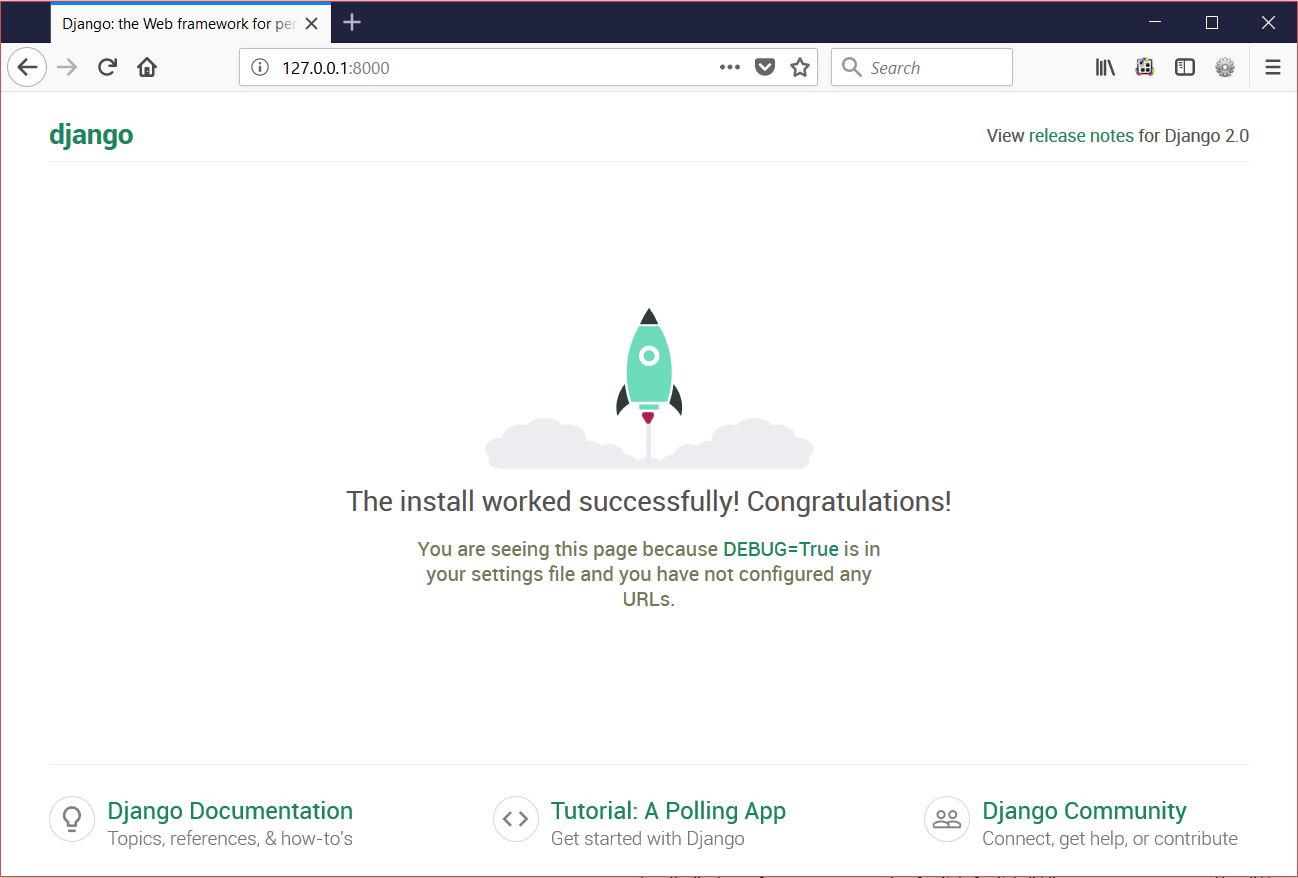 Django: the Web framework for per
127.0.0.1:8000
Search
django
View release notes for Django 2.0
The install worked successfully! Congratulations!
You are seeing this page because DEBUG=True is in
your settings file and you have not configured any
URLs.
Django Documentation
Topics, references, & how-to's
Tutorial: A Polling App
Get started with Django
Django Community
Connect, get help, or contribute